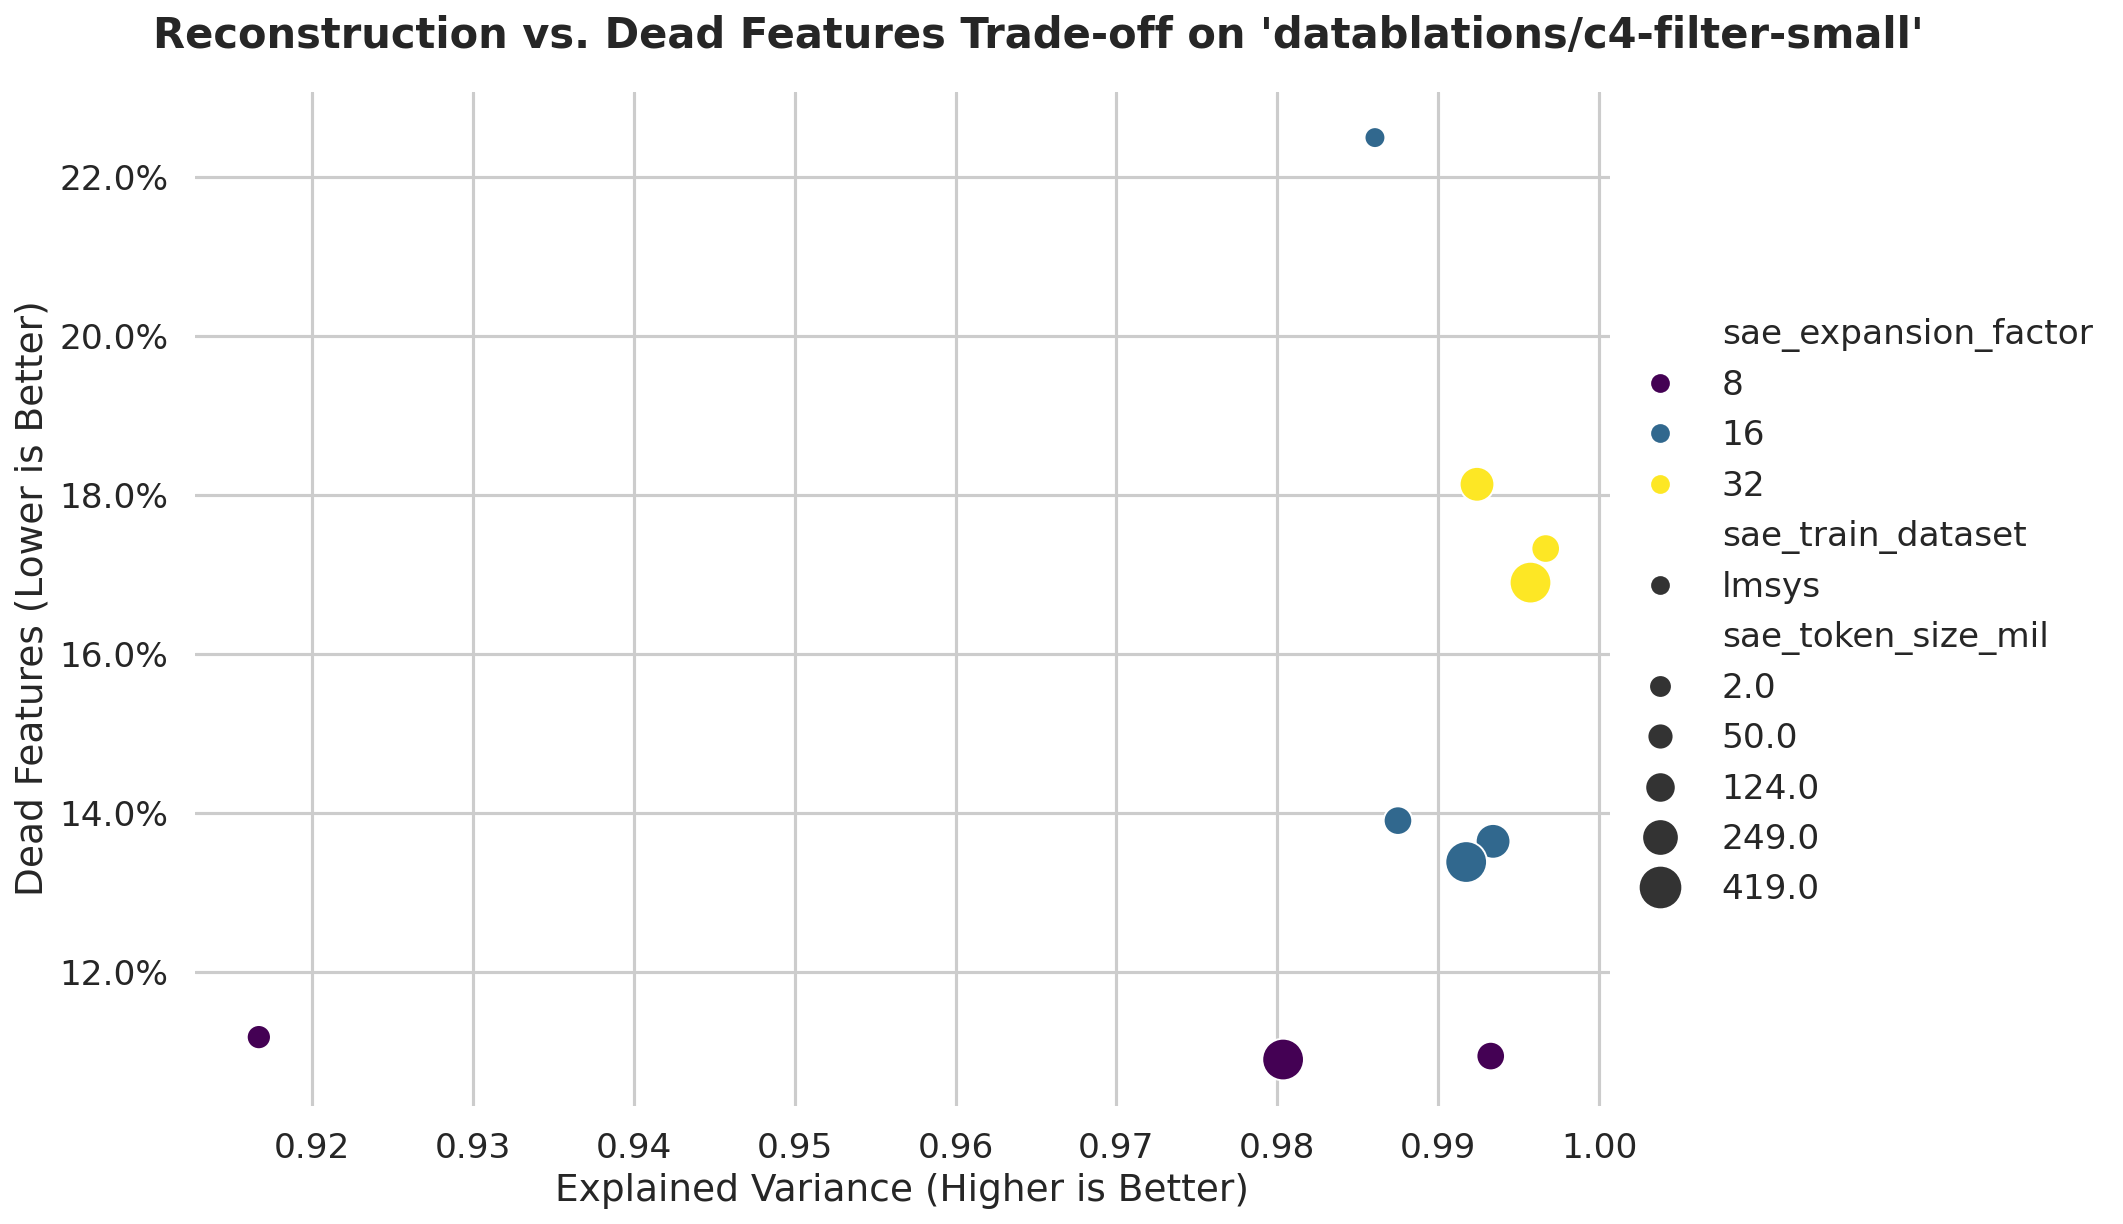 Reconstruction vs. Dead Features Trade-off on 'datablations/c4-filter-small'
Dead Features (Lower is Better)
22.0%
20.0%
18.0%
16.0%
14.0%
12.0%
0.92 0.93 0.94 0.95 0.96 0.97 0.98 0.99 1.00
Explained Variance (Higher is Better)
sae_expansion_factor
8
16
32
sae_train_dataset
lmsys
sae_token_size_mil
2.0
50.0
124.0
249.0
419.0